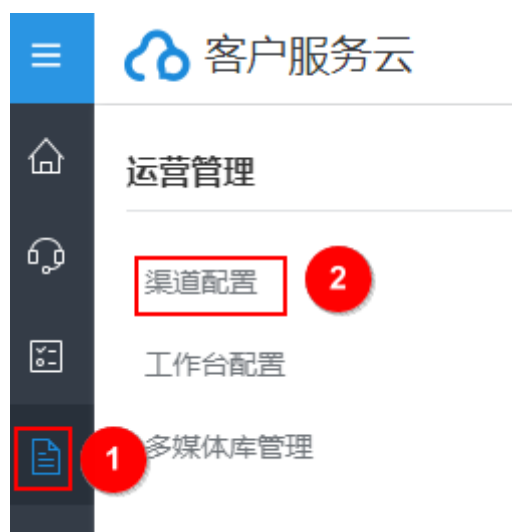 客户服务云
运营管理
渠道配置
2
工作台配置
1
多媒体库管理